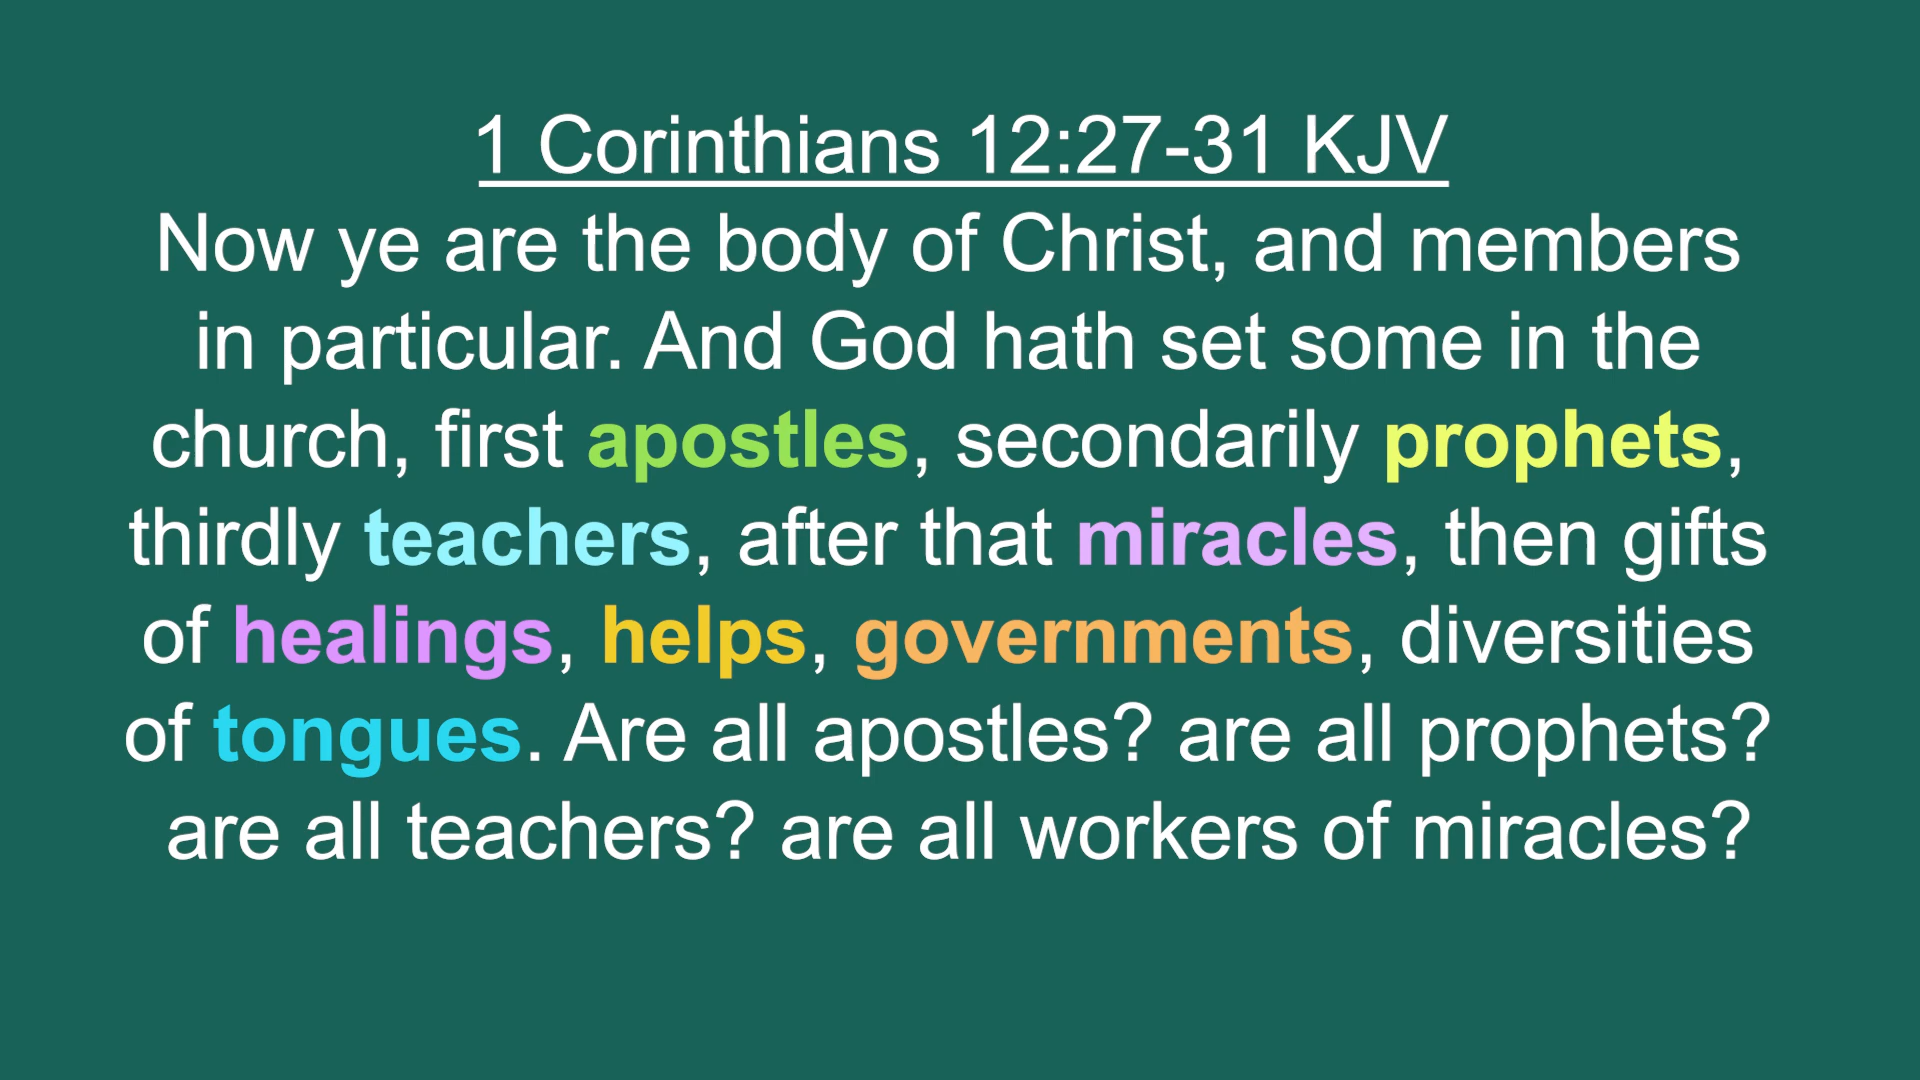 1 Corinthians 12:27-31 KJV
Now ye are the body of Christ, and members
in particular. And God hath set some in the
church, first apostles, secondarily prophets,
thirdly teachers, after that miracles, then gifts
of healings, helps, governments, diversities
of tongues. Are all apostles? are all prophets?
are all teachers? are all workers of miracles?